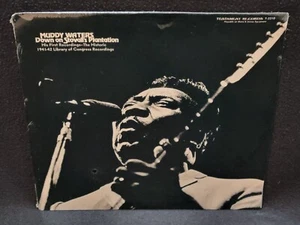 MUDDY WATERS
Down on Stovall's Plantation
His First Recordings—The Historic
1941-42 Library of Congress Recordings
TESTAMENT RECORDS T-2210